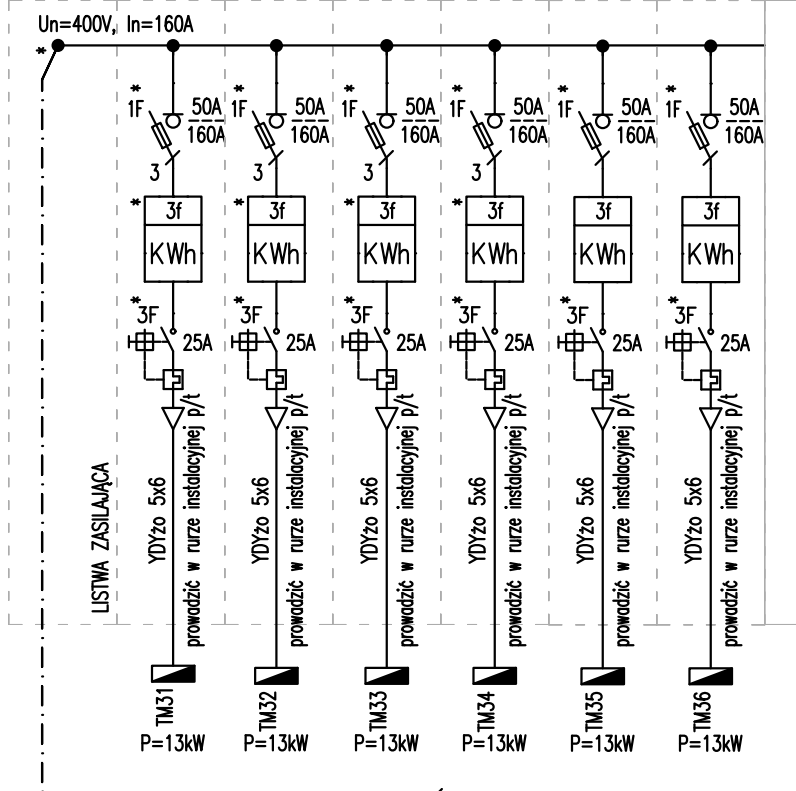 Un=400V, In=160A
*
* * * * * *
1F 50A 1F 50A 1F 50A 1F 50A 1F 50A 1F 50A
160A 160A 160A 160A 160A 160A
3 3 3 3
* 3f * 3f * 3f * 3f 3f 3f
KWh KWh KWh KWh KWh KWh
* * * * * *
3F 3F 3F 3F 3F 3F
25A 25A 25A 25A 25A 25A
LISTWA ZASILAJĄCA
YDYżo 5x6
prowadzić w rurze instalacyjnej p/t
YDYżo 5x6
prowadzić w rurze instalacyjnej p/t
YDYżo 5x6
prowadzić w rurze instalacyjnej p/t
YDYżo 5x6
prowadzić w rurze instalacyjnej p/t
YDYżo 5x6
prowadzić w rurze instalacyjnej p/t
YDYżo 5x6
prowadzić w rurze instalacyjnej p/t
TM31 TM32 TM33 TM34 TM35 TM36
P=13kW P=13kW P=13kW P=13kW P=13kW P=13kW